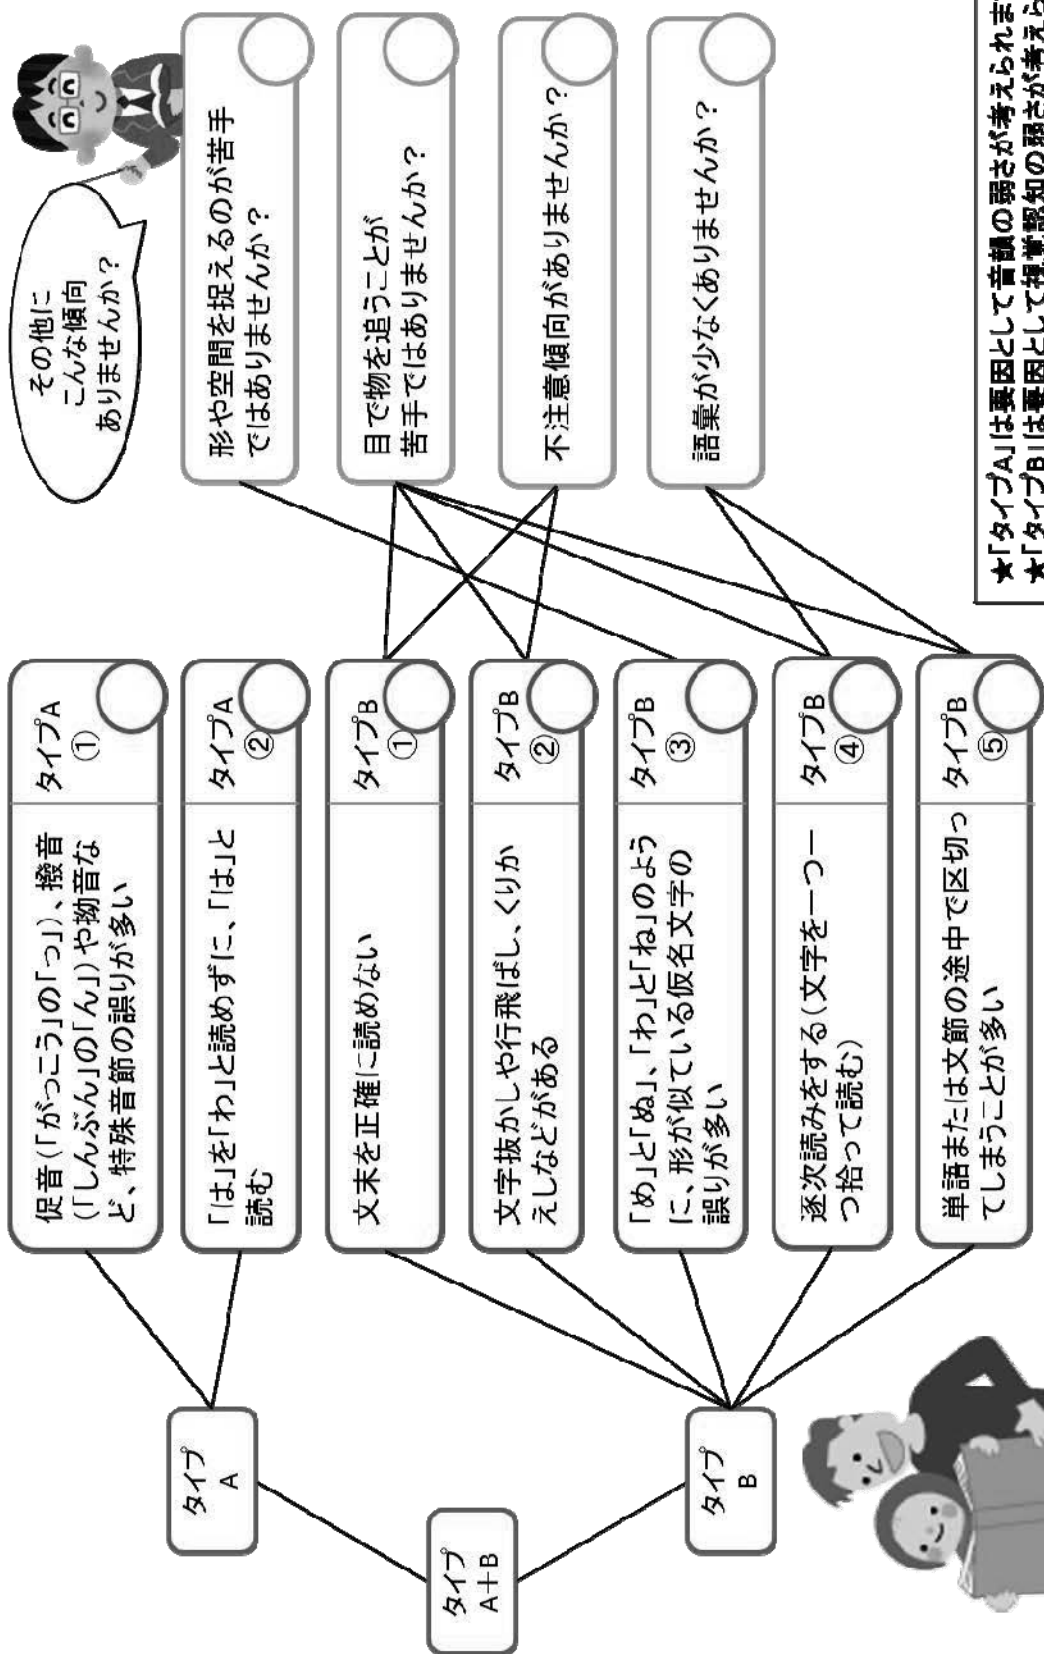 タイプ
A+B
タイプ
A
タイプ
B
促音(「がっこう」の「っ」)、撥音
(「しんぶん」の「ん」)や拗音な
ど、特殊音節の誤りが多い
タイプA
①
「は」を「わ」と読めずに、「は」と
読む
タイプA
②
文末を正確に読めない
タイプB
①
文字抜かしや行飛ばし、くりか
えしなどがある
タイプB
②
「め」と「ぬ」、「わ」と「ね」のよう
に、形が似ている仮名文字の
誤りが多い
タイプB
③
逐次読みをする(文字を一つ一
つ拾って読む)
タイプB
④
単語または文節の途中で区切っ
てしまうことが多い
タイプB
⑤
その他に
こんな傾向
ありませんか?
形や空間を捉えるのが苦手
ではありませんか?
目で物を追うことが
苦手ではありませんか?
不注意傾向がありませんか?
語彙が少なくありませんか?
★「タイプA」は要因として音韻の弱さが考えられま
★「タイプB」は要因として視覚認知の弱さが考えら